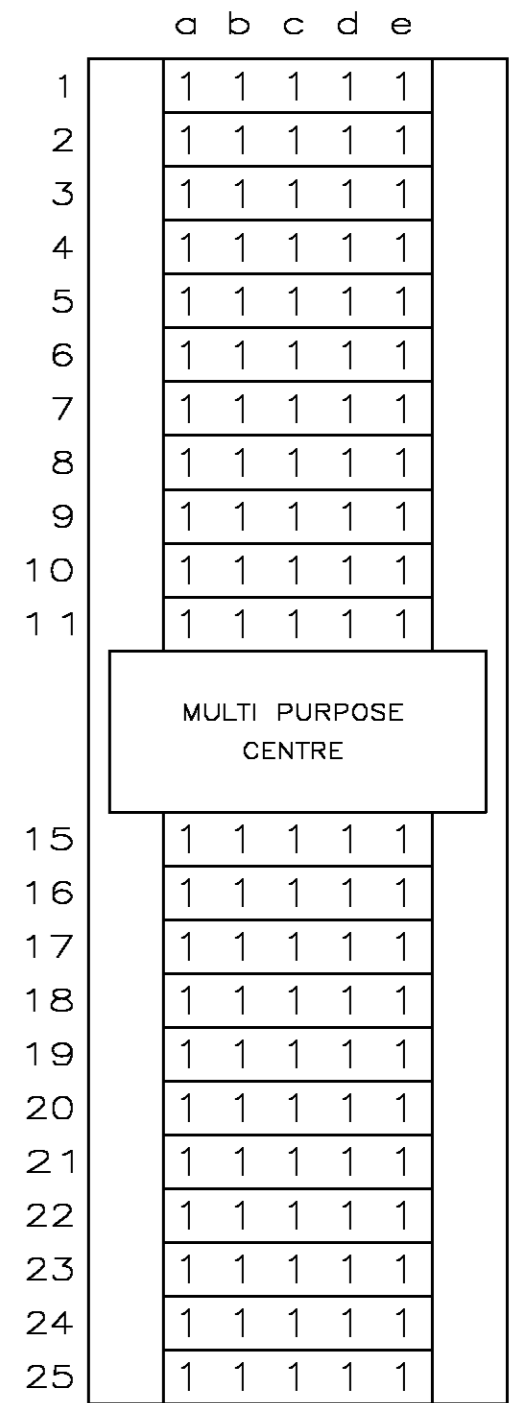 a b c d e
1 1 1 1 1 1
2 1 1 1 1 1
3 1 1 1 1 1
4 1 1 1 1 1
5 1 1 1 1 1
6 1 1 1 1 1
7 1 1 1 1 1
8 1 1 1 1 1
9 1 1 1 1 1
10 1 1 1 1 1
11 1 1 1 1 1
MULTI PURPOSE
CENTRE
15 1 1 1 1 1
16 1 1 1 1 1
17 1 1 1 1 1
18 1 1 1 1 1
19 1 1 1 1 1
20 1 1 1 1 1
21 1 1 1 1 1
22 1 1 1 1 1
23 1 1 1 1 1
24 1 1 1 1 1
25 1 1 1 1 1